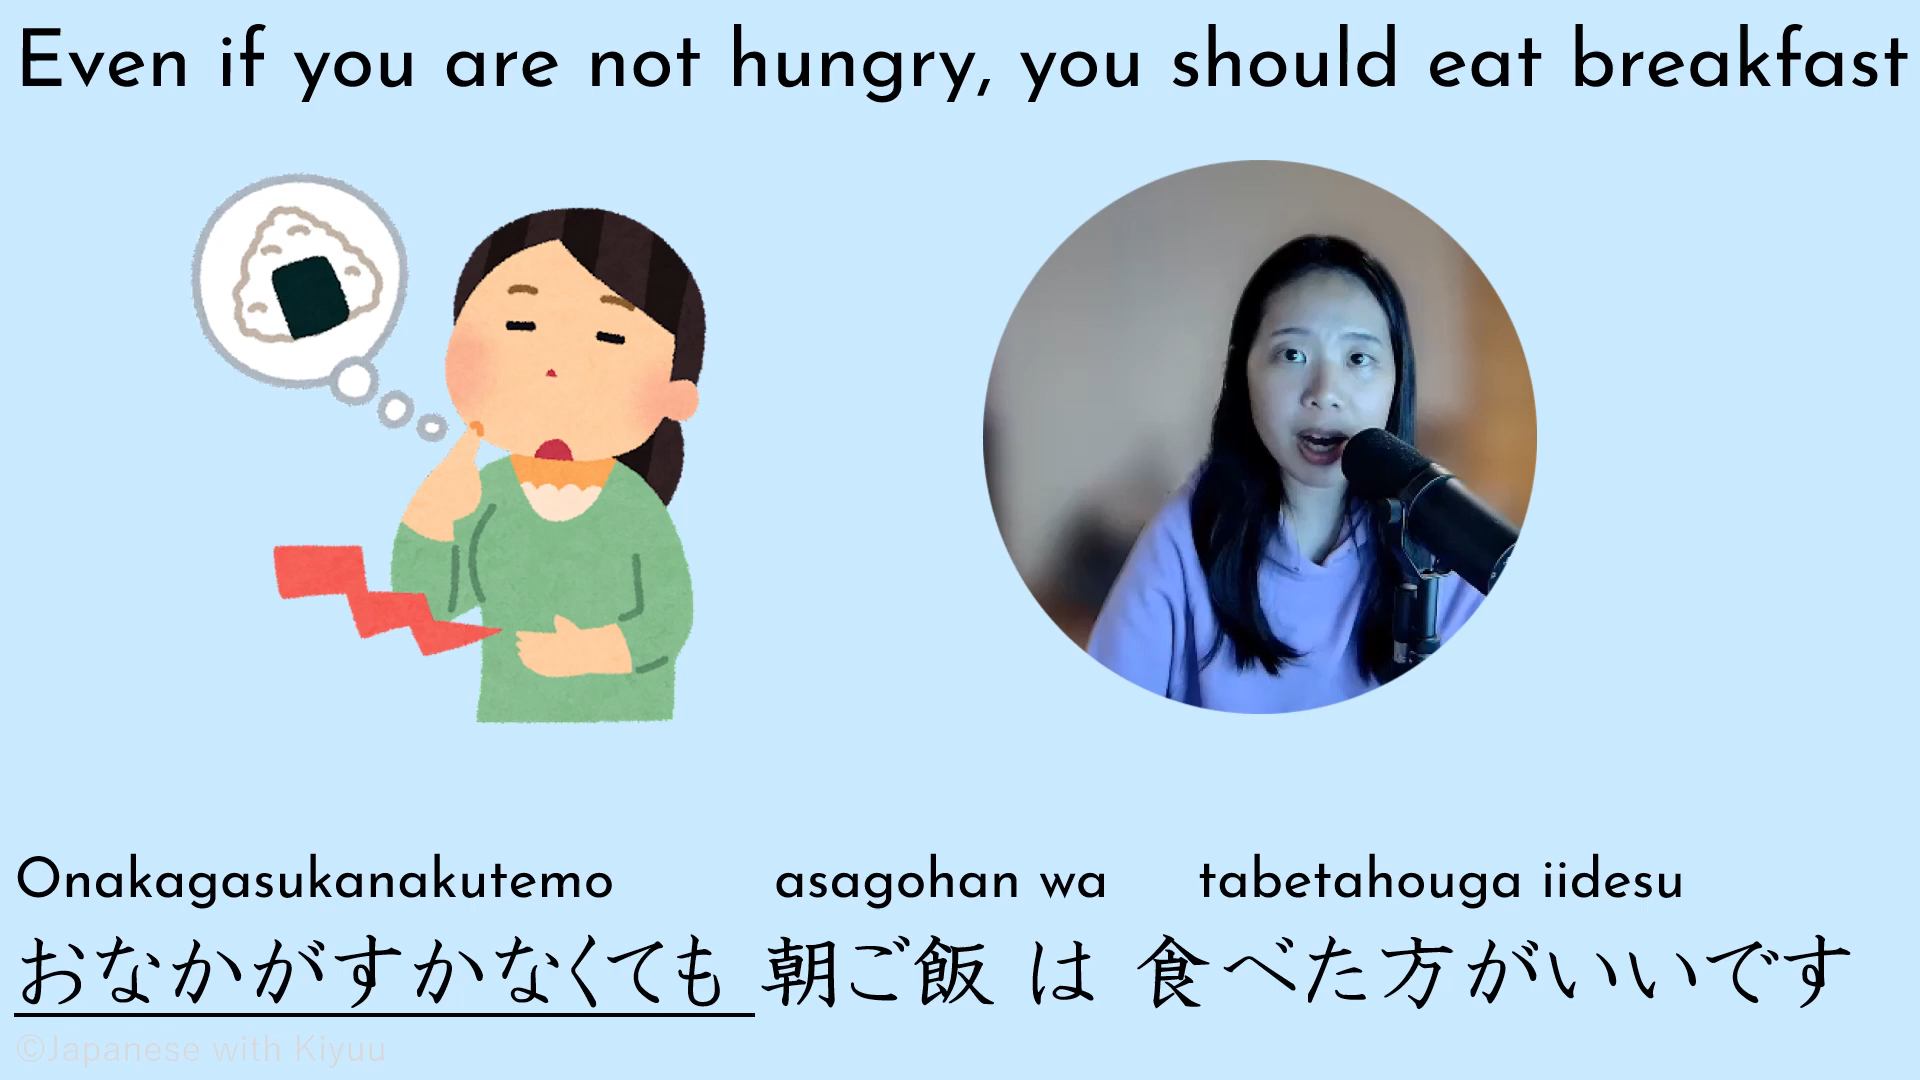 Even if you are not hungry, you should eat breakfast
Onakagasukanakutemo asagohan wa tabetahouga iidesu
おなかがすかなくても 朝ご飯 は 食べた方がいいです
©Japanese with Kiyuu